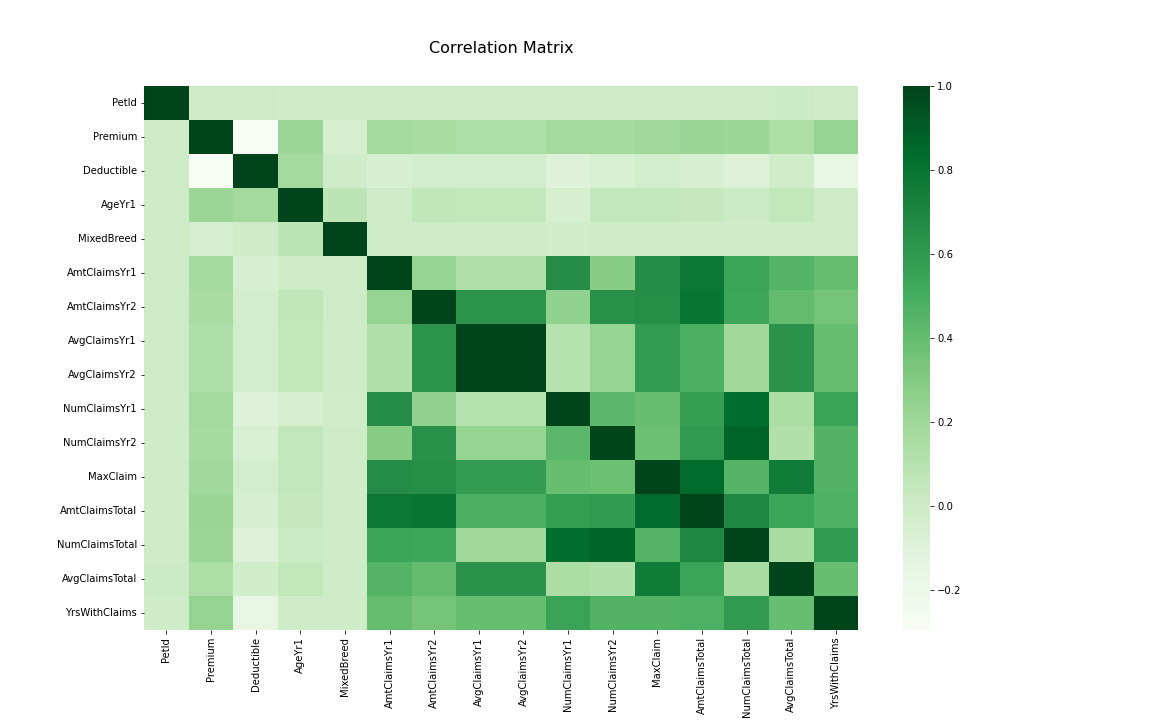 Correlation Matrix
PetId
Premium
Deductible
AgeYr1
MixedBreed
AmtClaimsYr1
AmtClaimsYr2
AvgClaimsYr1
AvgClaimsYr2
NumClaimsYr1
NumClaimsYr2
MaxClaim
AmtClaimsTotal
NumClaimsTotal
AvgClaimsTotal
YrsWithClaims
PetId
Premium
Deductible
AgeYr1
MixedBreed
AmtClaimsYr1
AmtClaimsYr2
AvgClaimsYr1
AvgClaimsYr2
NumClaimsYr1
NumClaimsYr2
MaxClaim
AmtClaimsTotal
NumClaimsTotal
AvgClaimsTotal
YrsWithClaims
1.0
0.8
0.6
0.4
0.2
0.0
−0.2